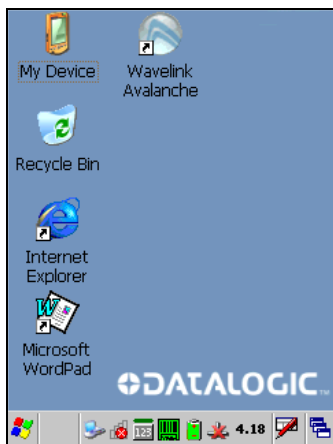 My Device
Wavelink
Avalanche
Recycle Bin
Internet
Explorer
Microsoft
WordPad
DATALOGIC
123
4.18